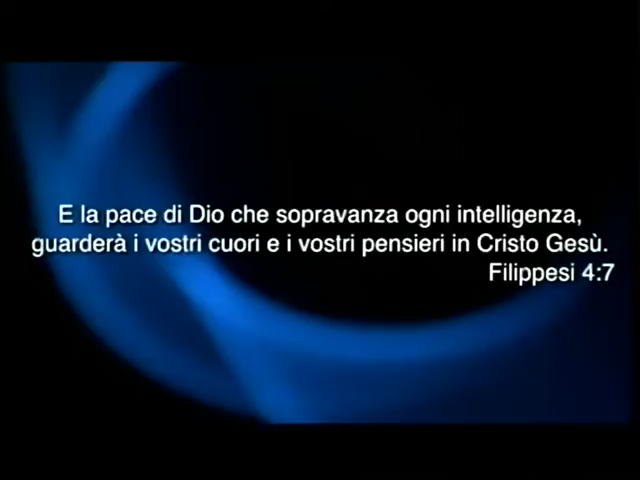 E la pace di Dio che sopravanza ogni intelligenza,
guarderà i vostri cuori e i vostri pensieri in Cristo Gesù.
Filippesi 4:7